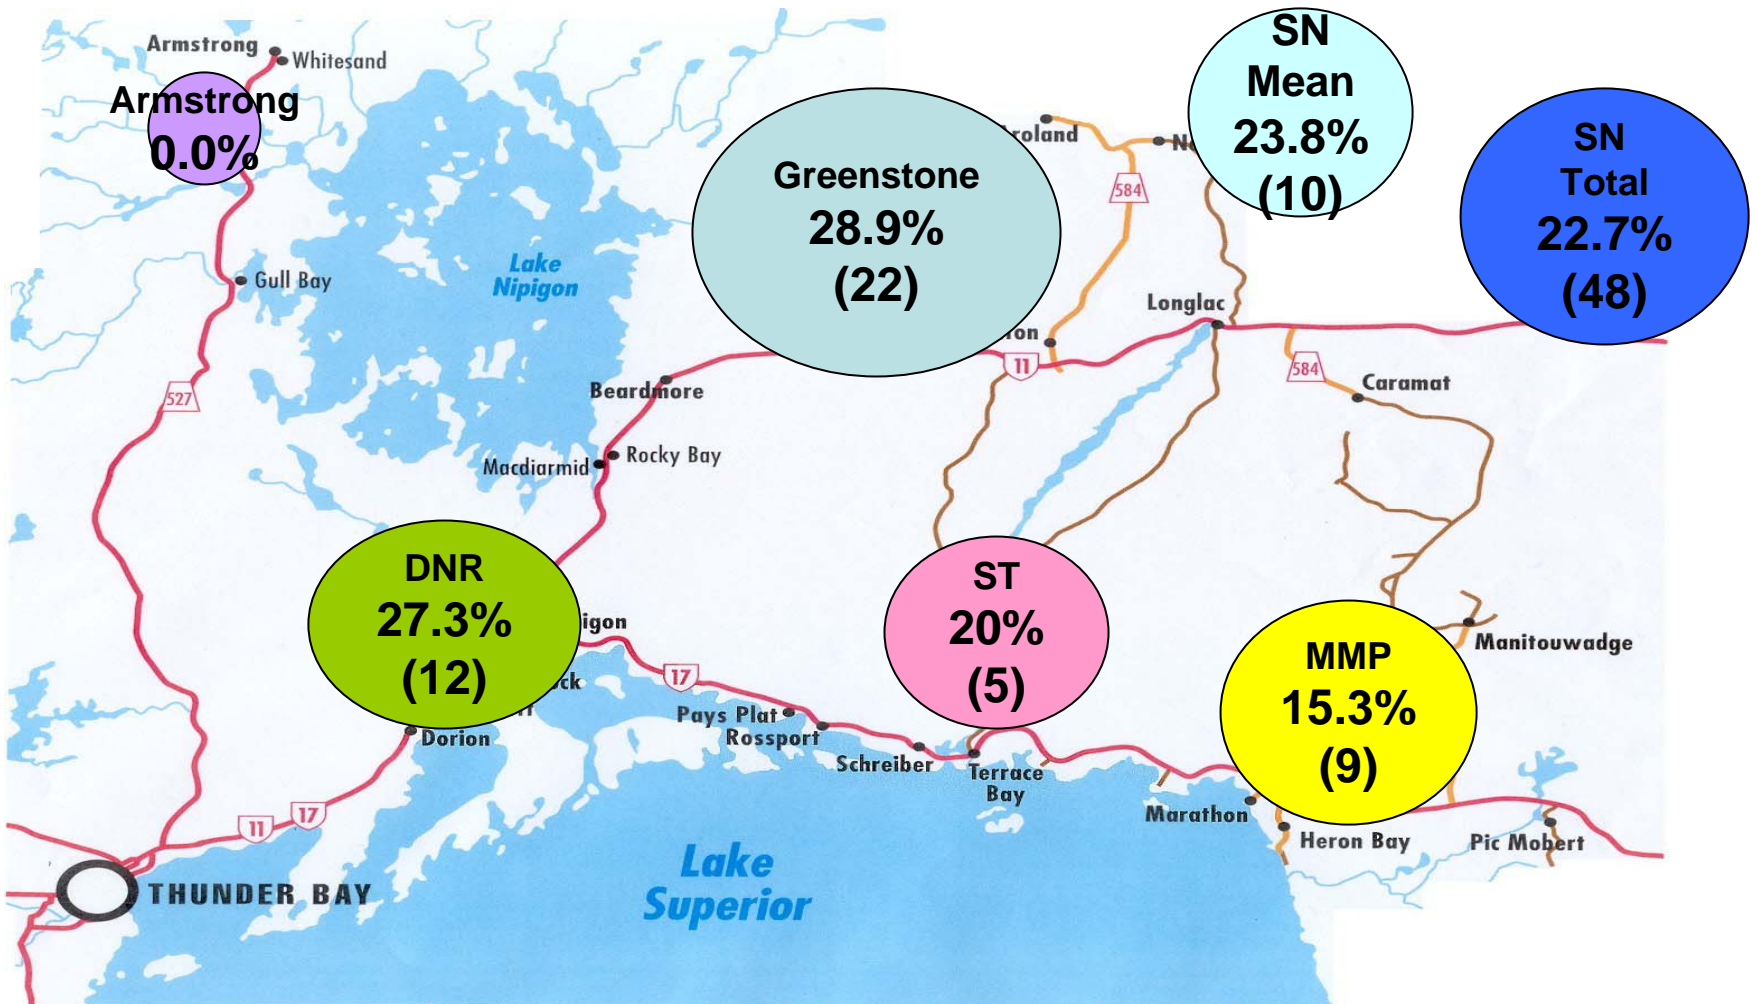 Armstrong
Whitesand
Armstrong
0.0%
SN
Mean
23.8%
(10)
SN
Total
22.7%
(48)
Greenstone
28.9%
(22)
roland
584
Gull Bay
Lake
Nipigon
Longlac
11
584
Caramat
527
Beardmore
Macdiarmid
Rocky Bay
DNR
27.3%
(12)
igon
ST
20%
(5)
MMP
15.3%
(9)
Manitouwadge
17
Pays Plat
Rossport
Dorion
Schreiber
Terrace
Bay
Marathon
Heron Bay
Pic Mobert
11
17
THUNDER BAY
Lake
Superior